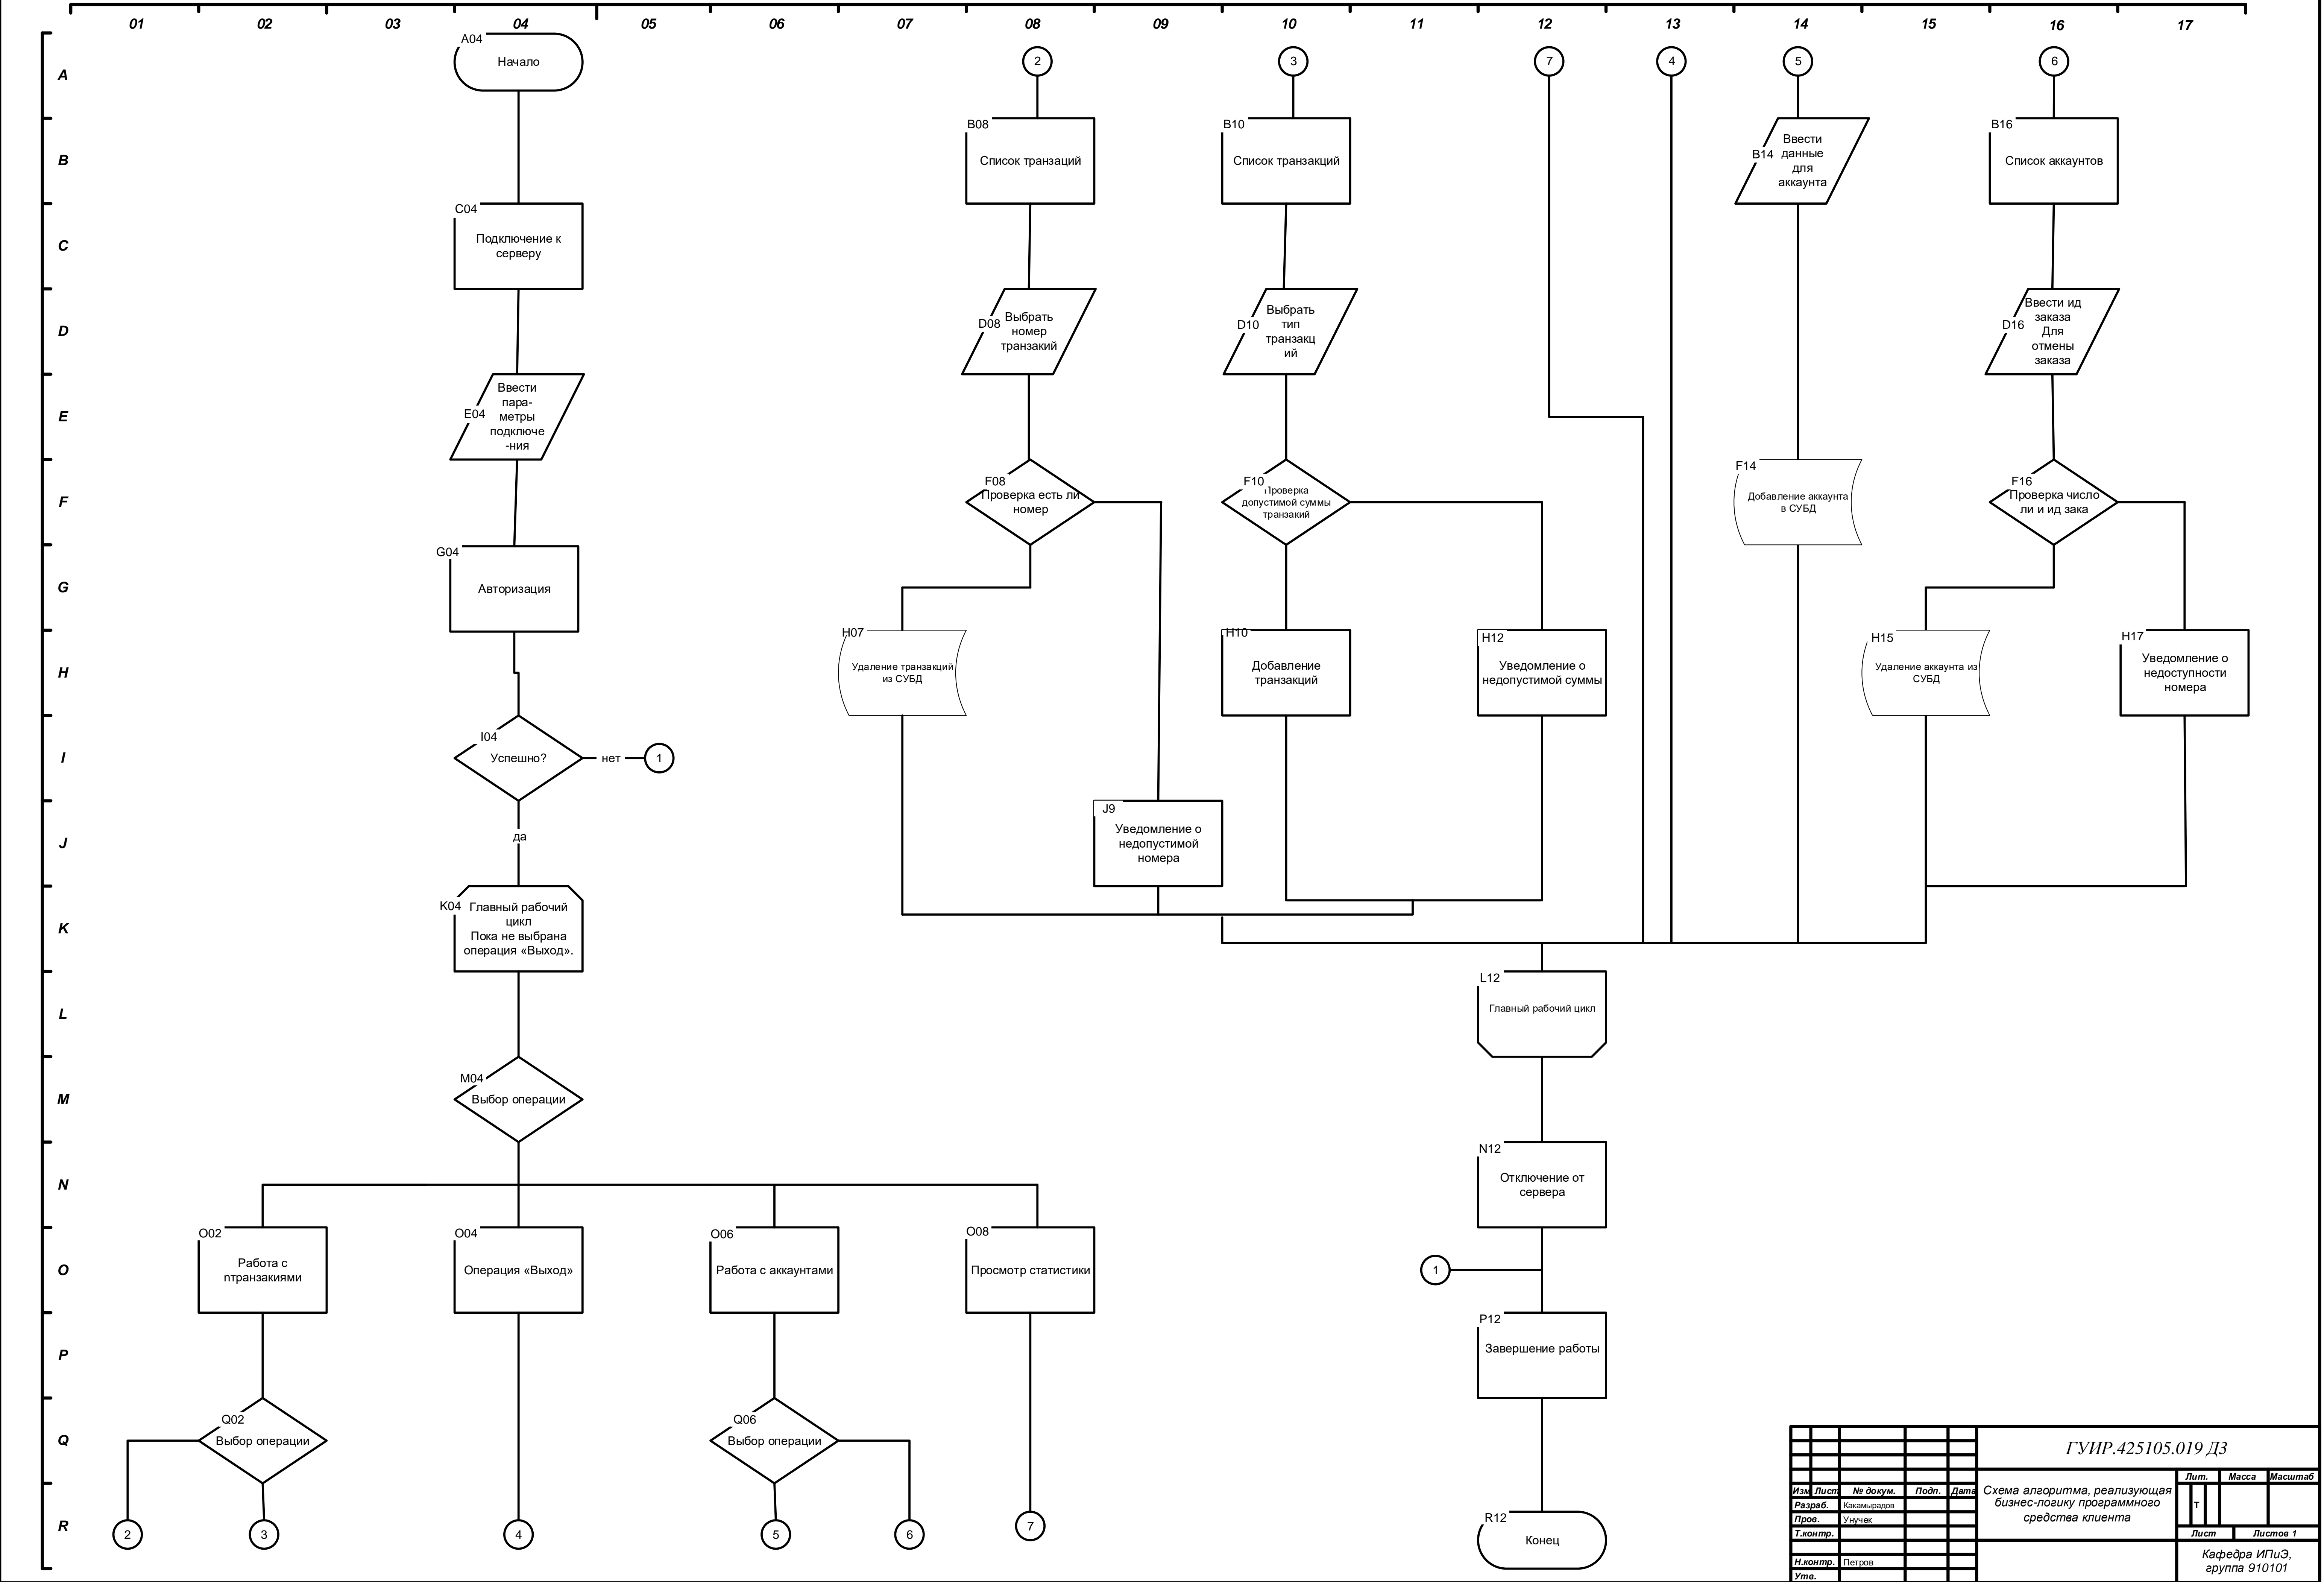 01 02 03 04 05 06 07 08 09 10 11 12 13 14 15 16 17
A
B
C
D
E
F
G
H
I
J
K
L
M
N
O
P
Q
R
A04
Начало
C04
Подключение к
серверу
E04
Ввести
пара-
метры
подключе
-ния
G04
Авторизация
I04
Успешно?
нет
1
да
K04
Главный рабочий
цикл
Пока не выбрана
операция «Выход».
M04
Выбор операции
O02
Работа с
птранзакиями
O04
Операция «Выход»
O06
Работа с аккаунтами
O08
Просмотр статистики
Q02
Выбор операции
Q06
Выбор операции
2
3
4
5
6
7
2
B08
Список транзаций
D08
Выбрать
номер
транзакий
F08
Проверка есть ли
номер
H07
Удаление транзакций
из СУБД
J9
Уведомление о
недопустимой
номера
3
B10
Список транзакций
D10
Выбрать
тип
транзакц
ий
F10
Проверка
допустимой суммы
транзакий
H10
Добавление
транзакций
H12
Уведомление о
недопустимой суммы
7
4
5
B14
Ввести
данные
для
аккаунта
F14
Добавление аккаунта
в СУБД
6
B16
Список аккаунтов
D16
Ввести ид
заказа
Для
отмены
заказа
F16
Проверка число
ли и ид зака
H15
Удаление аккаунта из
СУБД
H17
Уведомление о
недоступности
номера
L12
Главный рабочий цикл
N12
Отключение от
сервера
1
P12
Завершение работы
R12
Конец
ГУИР.425105.019 Д3
Изм Лист № докум. Подп. Дата
Разраб. Какамырадов
Пров. Унучек
Т.контр.
Н.контр. Петров
Утв.
Схема алгоритма, реализующая
бизнес-логику программного
средства клиента
Лит. Масса Масштаб
Т
Лист Листов 1
Кафедра ИПиЭ,
группа 910101